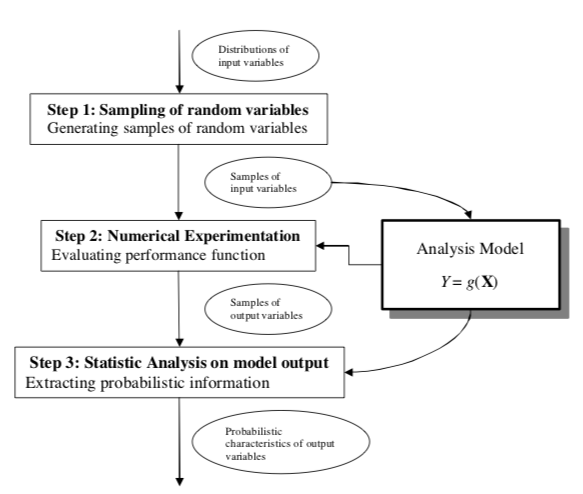 Distributions of
input variables
Step 1: Sampling of random variables
Generating samples of random variables
Samples of
input variables
Step 2: Numerical Experimentation
Evaluating performance function
Analysis Model
Y = g(X)
Samples of
output variables
Step 3: Statistic Analysis on model output
Extracting probabilistic information
Probabilistic
characteristics of output
variables